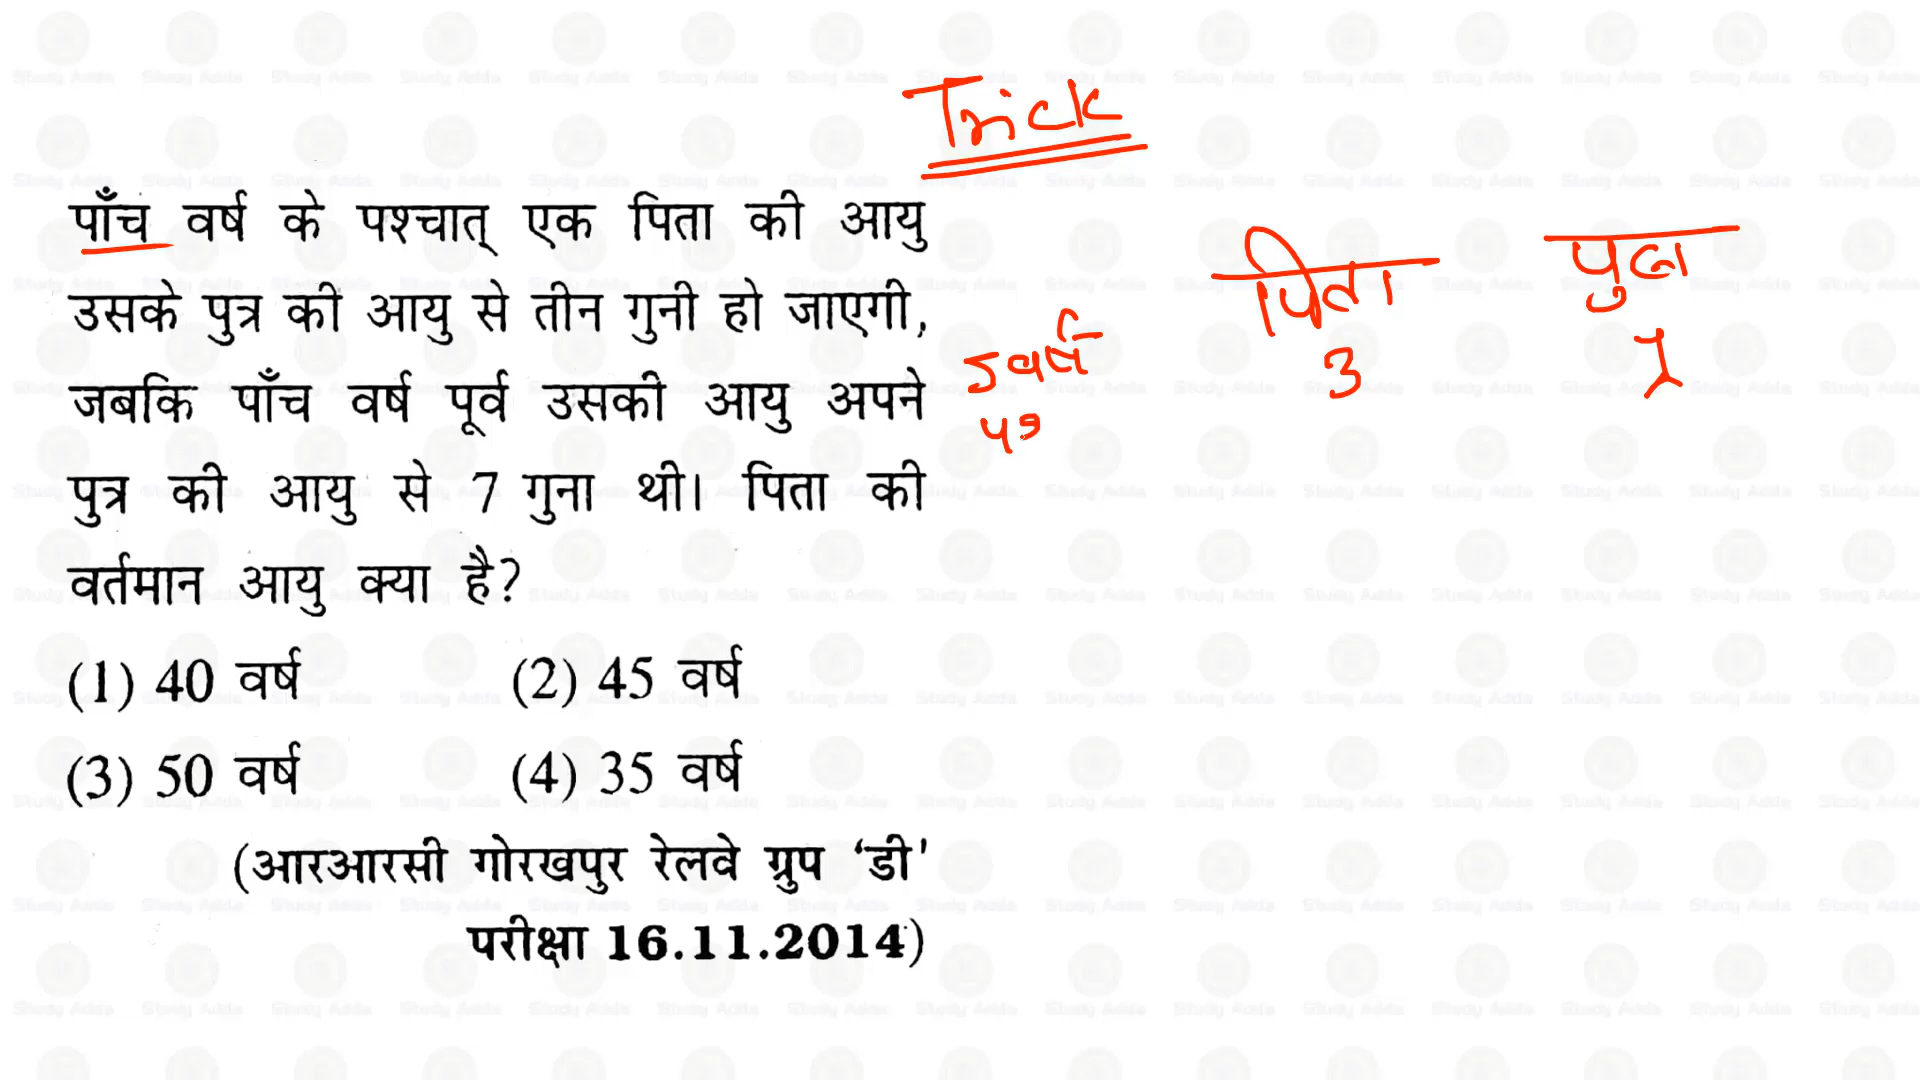 Trick
पाँच वर्ष के पश्चात् एक पिता की आयु
उसके पुत्र की आयु से तीन गुनी हो जाएगी,
जबकि पाँच वर्ष पूर्व उसकी आयु अपने
पुत्र की आयु से 7 गुना थी। पिता की
वर्तमान आयु क्या है?
(1) 40 वर्ष (2) 45 वर्ष
(3) 50 वर्ष (4) 35 वर्ष
(आरआरसी गोरखपुर रेलवे ग्रुप ‘डी'
परीक्षा 16.11.2014)
पिता पुत्र
5 वर्ष 3 1
Study Adda